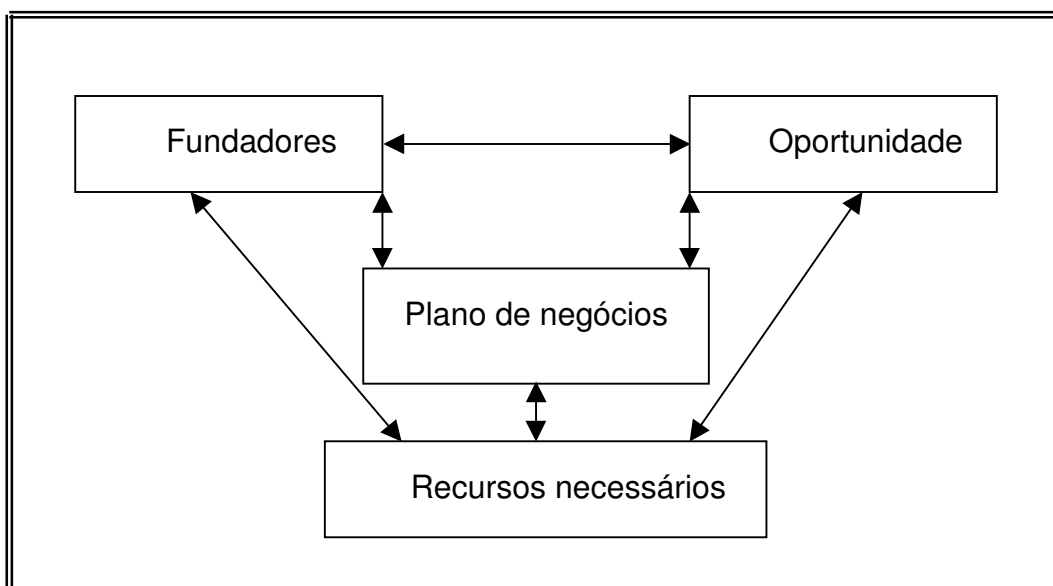 Fundadores
Oportunidade
Plano de negócios
Recursos necessários